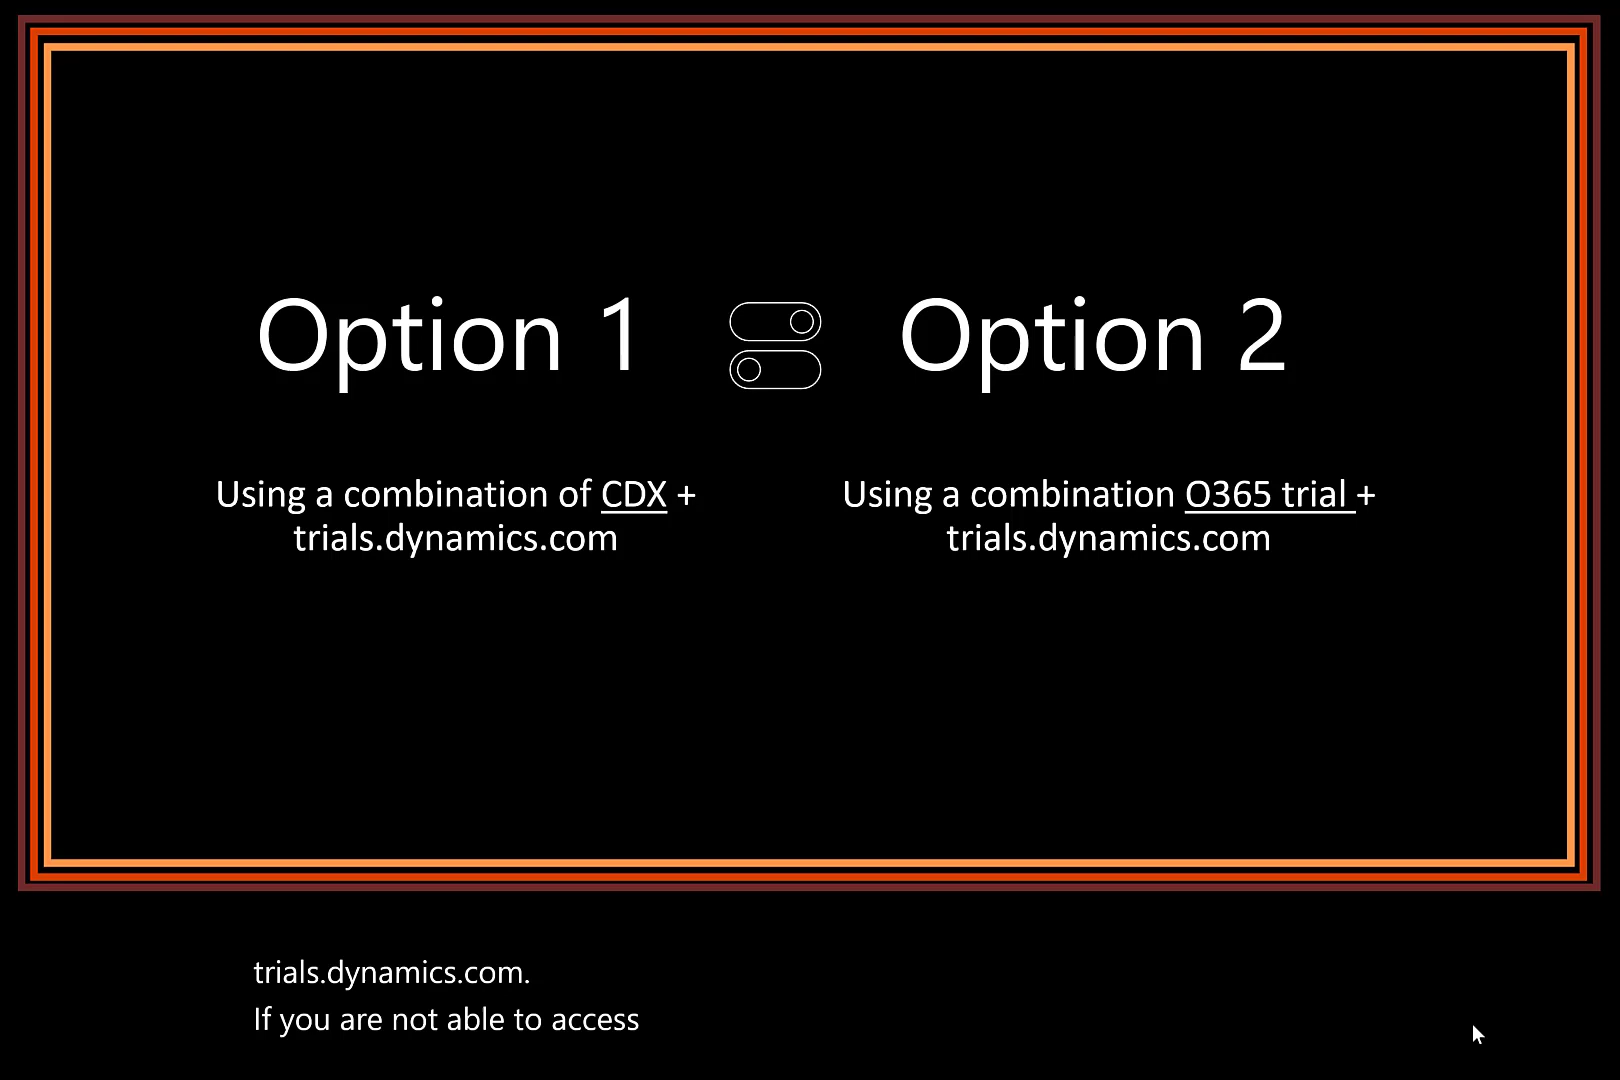 Option 1
Option 2
Using a combination of CDX +
trials.dynamics.com
Using a combination O365 trial +
trials.dynamics.com
trials.dynamics.com.
If you are not able to access